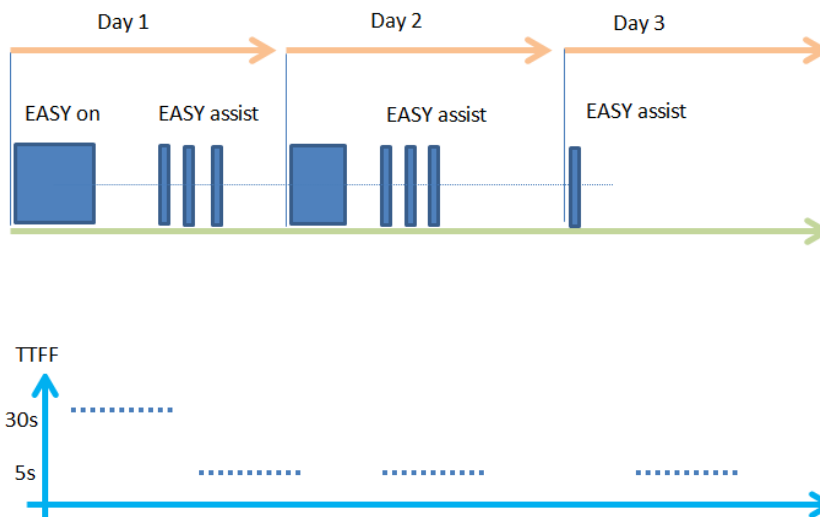 Day 1
Day 2
Day 3
EASY on
EASY assist
EASY assist
EASY assist
TTFF
30s
5s